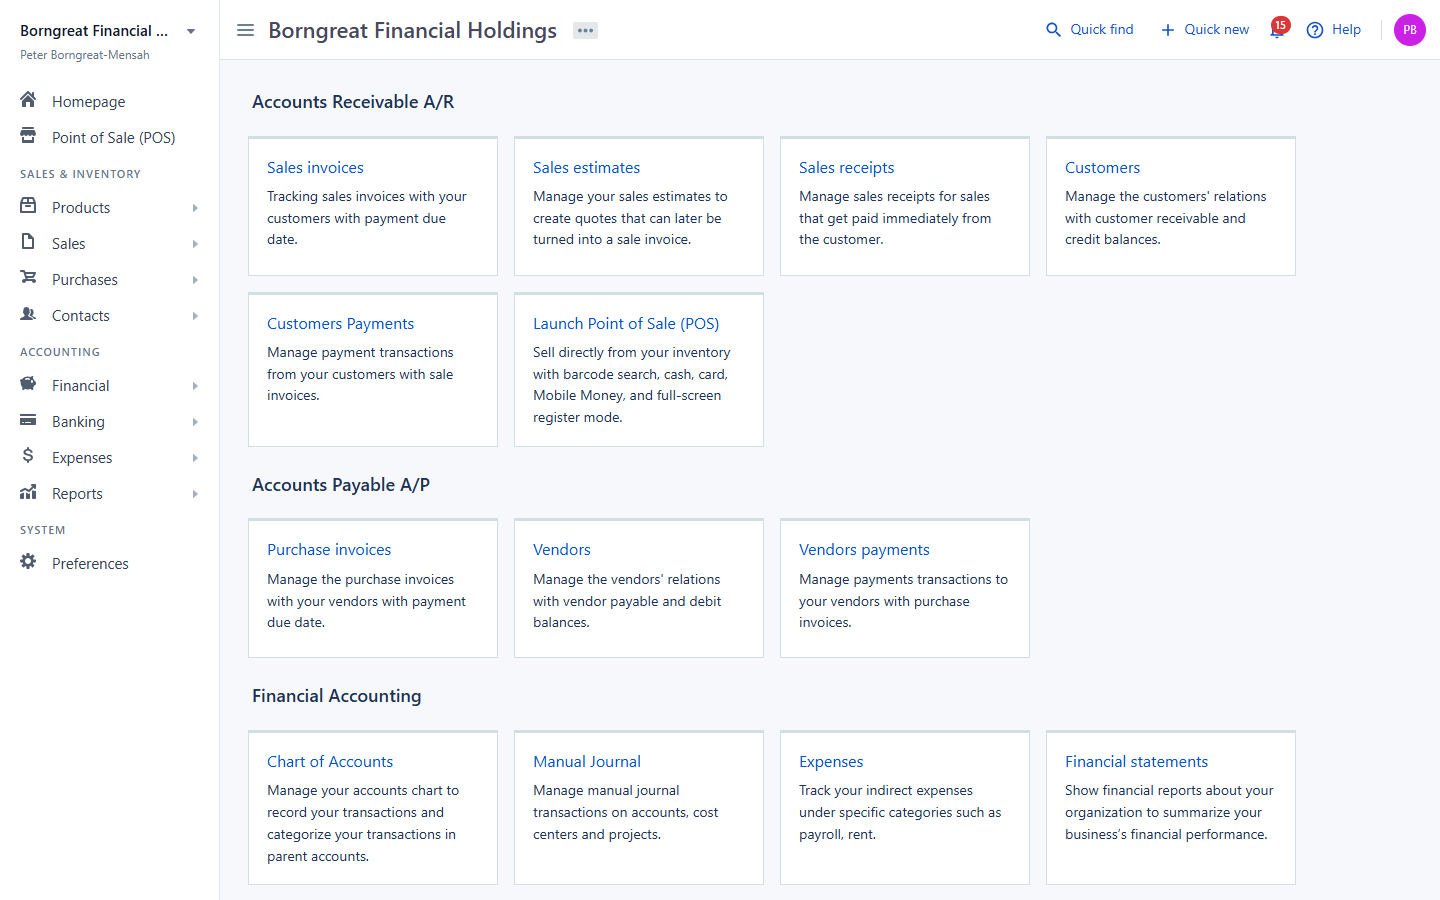 Borngreat Financial ...
Peter Borngreat-Mensah
Homepage
Point of Sale (POS)
SALES & INVENTORY
Products
Sales
Purchases
Contacts
ACCOUNTING
Financial
Banking
Expenses
Reports
SYSTEM
Preferences
Borngreat Financial Holdings
Quick find
Quick new
15
Help
PB
Accounts Receivable A/R
Sales invoices
Tracking sales invoices with your
customers with payment due
date.
Sales estimates
Manage your sales estimates to
create quotes that can later be
turned into a sale invoice.
Sales receipts
Manage sales receipts for sales
that get paid immediately from
the customer.
Customers
Manage the customers' relations
with customer receivable and
credit balances.
Customers Payments
Manage payment transactions
from your customers with sale
invoices.
Launch Point of Sale (POS)
Sell directly from your inventory
with barcode search, cash, card,
Mobile Money, and full-screen
register mode.
Accounts Payable A/P
Purchase invoices
Manage the purchase invoices
with your vendors with payment
due date.
Vendors
Manage the vendors' relations
with vendor payable and debit
balances.
Vendors payments
Manage payments transactions to
your vendors with purchase
invoices.
Financial Accounting
Chart of Accounts
Manage your accounts chart to
record your transactions and
categorize your transactions in
parent accounts.
Manual Journal
Manage manual journal
transactions on accounts, cost
centers and projects.
Expenses
Track your indirect expenses
under specific categories such as
payroll, rent.
Financial statements
Show financial reports about your
organization to summarize your
business's financial performance.